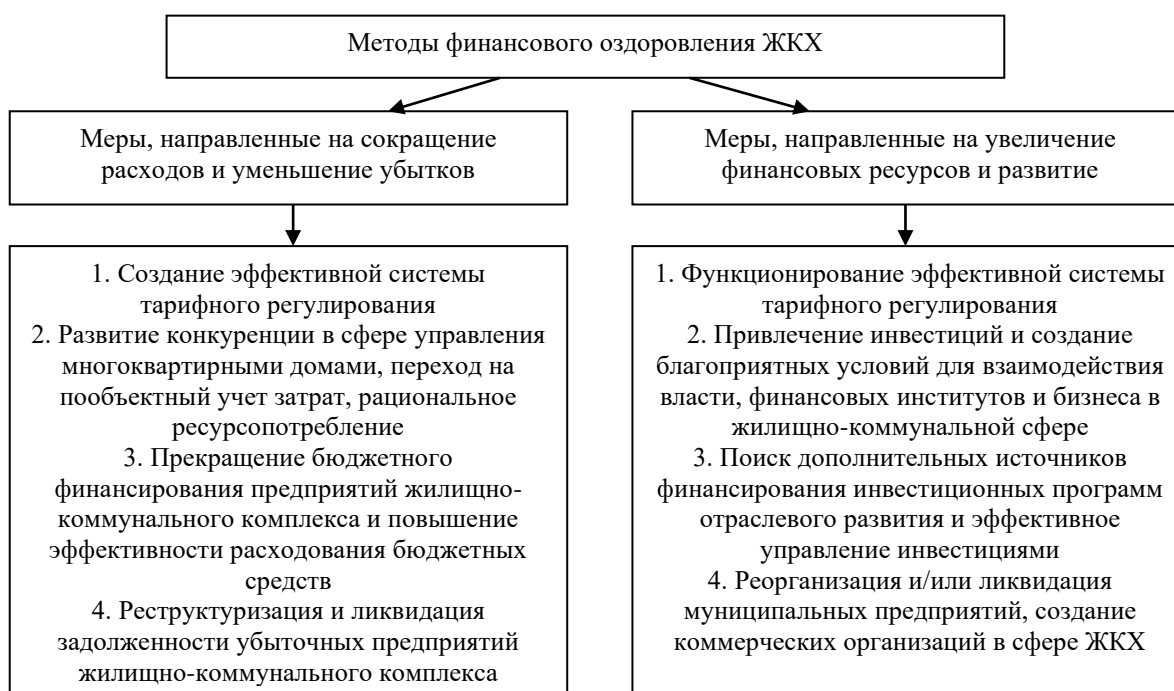 Методы финансового оздоровления ЖКХ
Меры, направленные на сокращение
расходов и уменьшение убытков
Меры, направленные на увеличение
финансовых ресурсов и развитие
1. Создание эффективной системы
тарифного регулирования
2. Развитие конкуренции в сфере управления
многоквартирными домами, переход на
пообъектный учет затрат, рациональное
ресурсопотребление
3. Прекращение бюджетного
финансирования предприятий жилищно-
коммунального комплекса и повышение
эффективности расходования бюджетных
средств
4. Реструктуризация и ликвидация
задолженности убыточных предприятий
жилищно-коммунального комплекса
1. Функционирование эффективной системы
тарифного регулирования
2. Привлечение инвестиций и создание
благоприятных условий для взаимодействия
власти, финансовых институтов и бизнеса в
жилищно-коммунальной сфере
3. Поиск дополнительных источников
финансирования инвестиционных программ
отраслевого развития и эффективное
управление инвестициями
4. Реорганизация и/или ликвидация
муниципальных предприятий, создание
коммерческих организаций в сфере ЖКХ